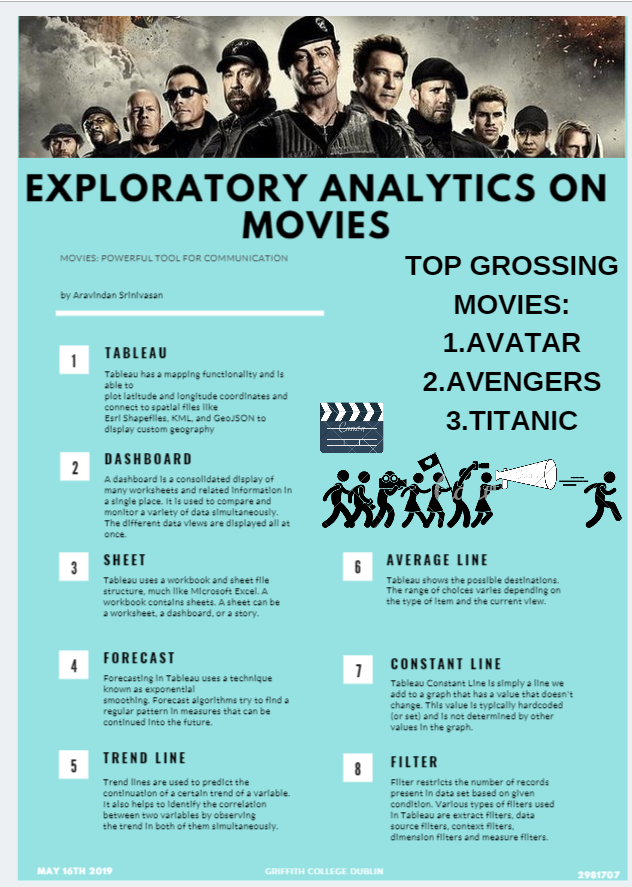 EXPLORATORY ANALYTICS ON
MOVIES
MOVIES: POWERFUL TOOL FOR COMMUNICATION
by Aravindan Srinivasan
TOP GROSSING
MOVIES:
1.AVATAR
2.AVENGERS
3.TITANIC
1
TABLEAU
Tableau has a mapping functionality and is
able to
plot latitude and longitude coordinates and
connect to spatial files like
Esri Shapefiles, KML, and GeoJSON to
display custom geography
Canva
2
DASHBOARD
A dashboard is a consolidated display of
many worksheets and related information in
a single place. It is used to compare and
monitor a variety of data simultaneously.
The different data views are displayed all at
once.
3
SHEET
Tableau uses a workbook and sheet file
structure, much like Microsoft Excel. A
workbook contains sheets. A sheet can be
a worksheet, a dashboard, or a story.
4
FORECAST
Forecasting in Tableau uses a technique
known as exponential
smoothing. Forecast algorithms try to find a
regular pattern in measures that can be
continued into the future.
5
TREND LINE
Trend lines are used to predict the
continuation of a certain trend of a variable.
It also helps to identify the correlation
between two variables by observing
the trend in both of them simultaneously.
6
AVERAGE LINE
Tableau shows the possible destinations.
The range of choices varies depending on
the type of item and the current view.
7
CONSTANT LINE
Tableau Constant Line is simply a line we
add to a graph that has a value that doesn't
change. This value is typically hardcoded
(or set) and is not determined by other
values in the graph.
8
FILTER
Filter restricts the number of records
present in data set based on given
condition. Various types of filters used
in Tableau are extract filters, data
source filters, context filters,
dimension filters and measure filters.
MAY 16TH 2019
GRIFFITH COLLEGE DUBLIN
2981707